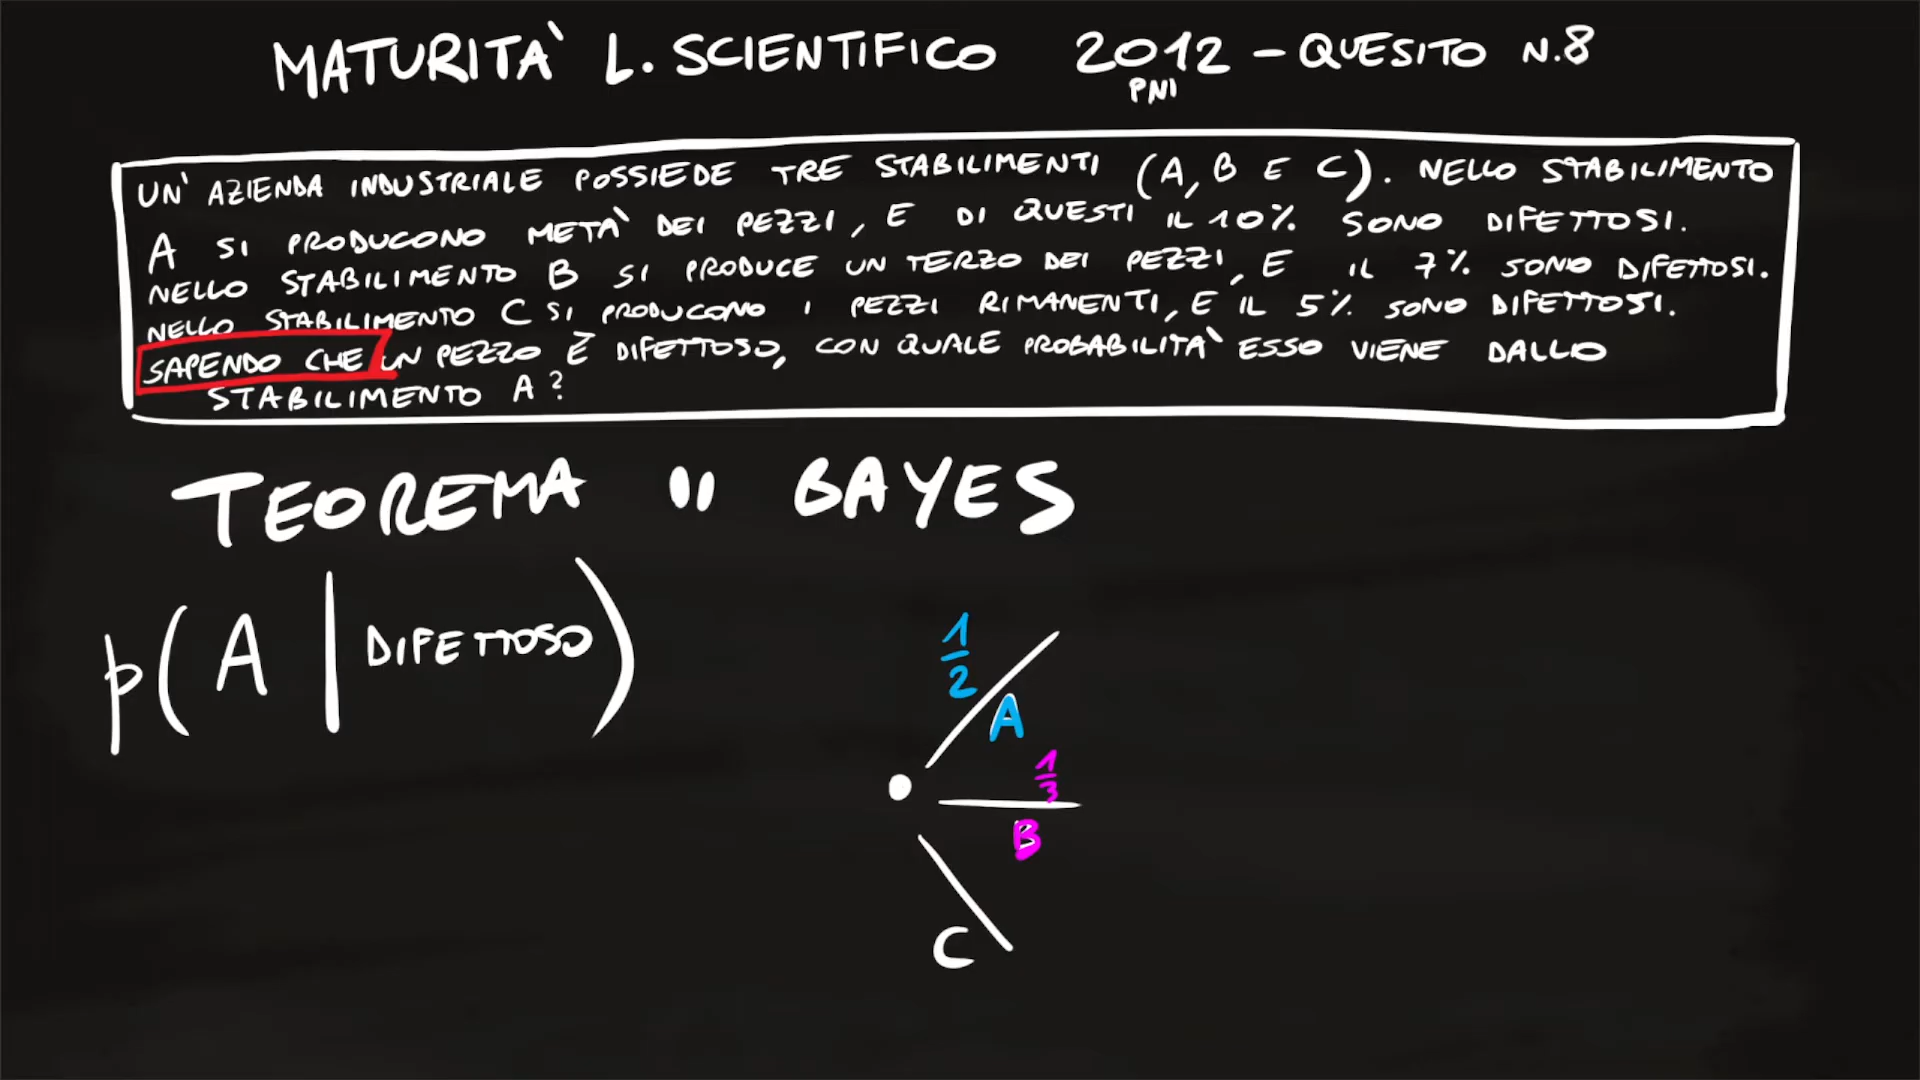 MATURITA' L. SCIENTIFICO 2012 - QUESITO N.8
PNI
UN' AZIENDA INDUSTRIALE POSSIEDE TRE STABILIMENTI (A, B E C). NELLO STABILIMENTO
A SI PRODUCONO METÀ DEI PEZZI, E DI QUESTI IL 10% SONO DIFETTOSI.
NELLO STABILIMENTO B SI PRODUCE UN TERZO DEI PEZZI, E IL 7% SONO DIFETTOSI.
NELLO STABILIMENTO C SI PRODUCONO I PEZZI RIMANENTI, E IL 5% SONO DIFETTOSI.
SAPENDO CHE UN PEZZO È DIFETTOSO, CON QUALE PROBABILITÀ ESSO VIENE DALLO
STABILIMENTO A?
TEOREMA " BAYES
p(A | DIFETTOSO)
1/2
A
1/3
B
C